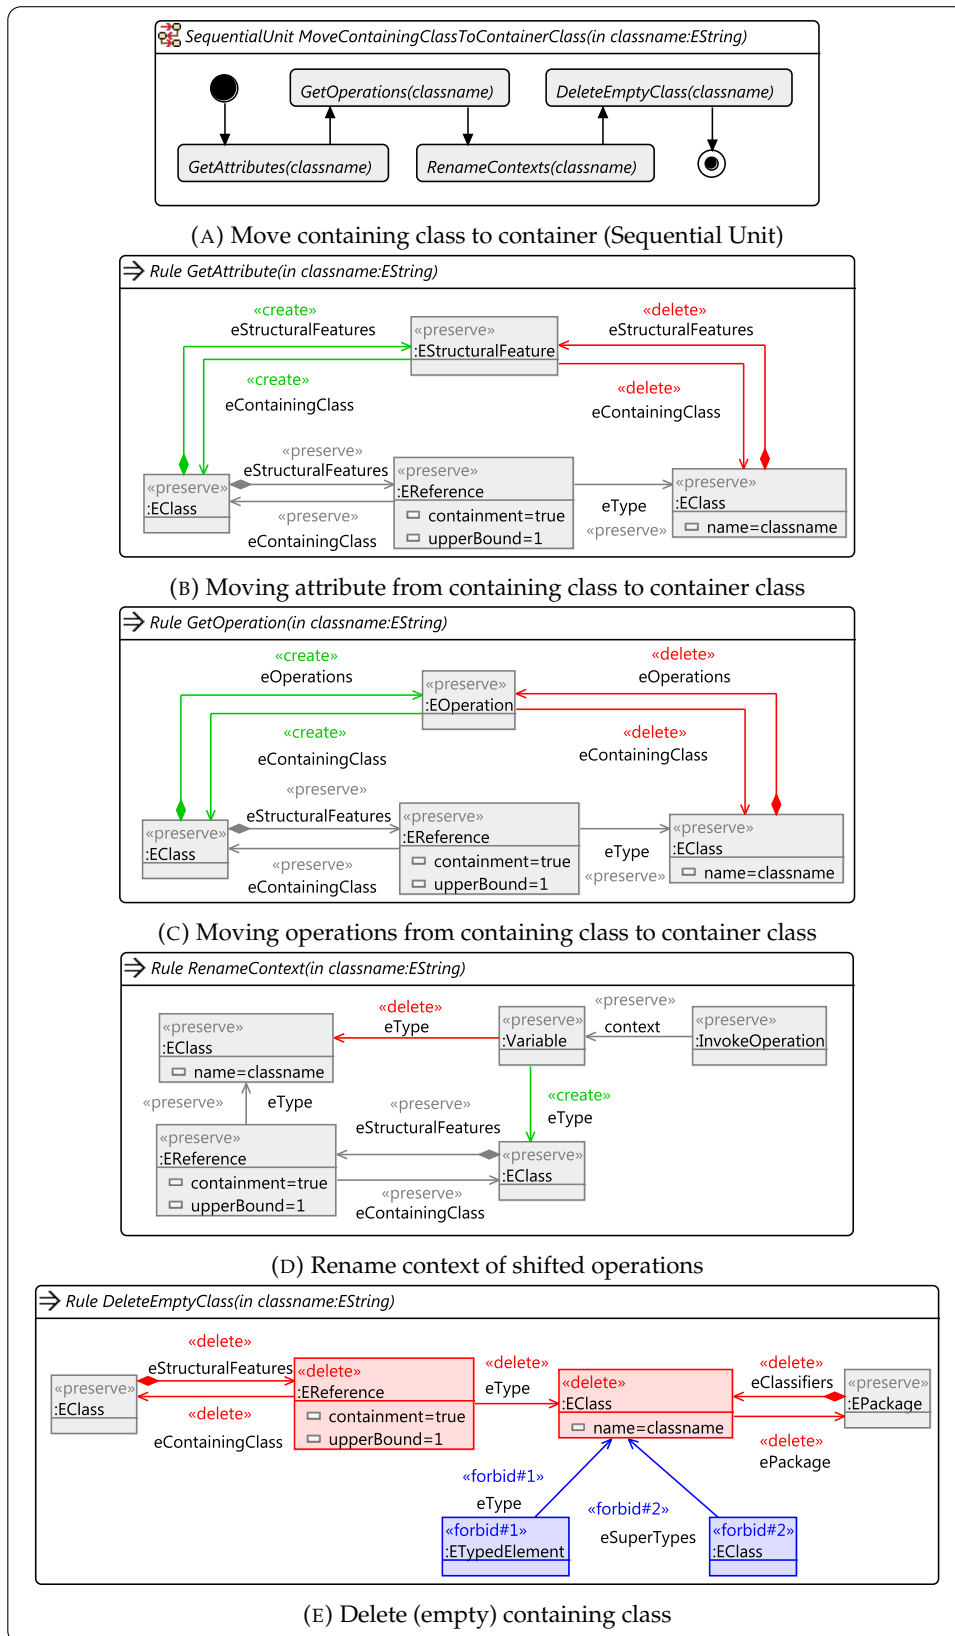 SequentialUnit MoveContainingClassToContainerClass(in classname:EString)
GetOperations(classname)
DeleteEmptyClass(classname)
GetAttributes(classname)
RenameContexts(classname)
(A) Move containing class to container (Sequential Unit)
Rule GetAttribute(in classname:EString)
«create»
eStructuralFeatures
«preserve»
:EStructuralFeature
«delete»
eStructuralFeatures
«create»
eContainingClass
«delete»
eContainingClass
«preserve»
:EClass
«preserve»
eStructuralFeatures
«preserve»
eContainingClass
«preserve»
:EReference
containment=true
upperBound=1
eType
«preserve»
«preserve»
:EClass
name=classname
(B) Moving attribute from containing class to container class
Rule GetOperation(in classname:EString)
«create»
eOperations
«preserve»
:EOperation
«delete»
eOperations
«create»
eContainingClass
«delete»
eContainingClass
«preserve»
:EClass
«preserve»
eStructuralFeatures
«preserve»
eContainingClass
«preserve»
:EReference
containment=true
upperBound=1
eType
«preserve»
«preserve»
:EClass
name=classname
(C) Moving operations from containing class to container class
Rule RenameContext(in classname:EString)
«preserve»
:EClass
name=classname
«delete»
eType
«preserve»
:Variable
«preserve»
context
«preserve»
:InvokeOperation
«preserve»
eType
«preserve»
eStructuralFeatures
«create»
eType
«preserve»
:EReference
containment=true
upperBound=1
«preserve»
eContainingClass
«preserve»
:EClass
(D) Rename context of shifted operations
Rule DeleteEmptyClass(in classname:EString)
«delete»
eStructuralFeatures
«preserve»
:EClass
«delete»
eContainingClass
«delete»
:EReference
containment=true
upperBound=1
«delete»
eType
«delete»
:EClass
name=classname
«delete»
eClassifiers
«preserve»
:EPackage
«delete»
ePackage
«forbid#1»
eType
«forbid#2»
eSuperTypes
«forbid#1»
:ETypedElement
«forbid#2»
:EClass
(E) Delete (empty) containing class